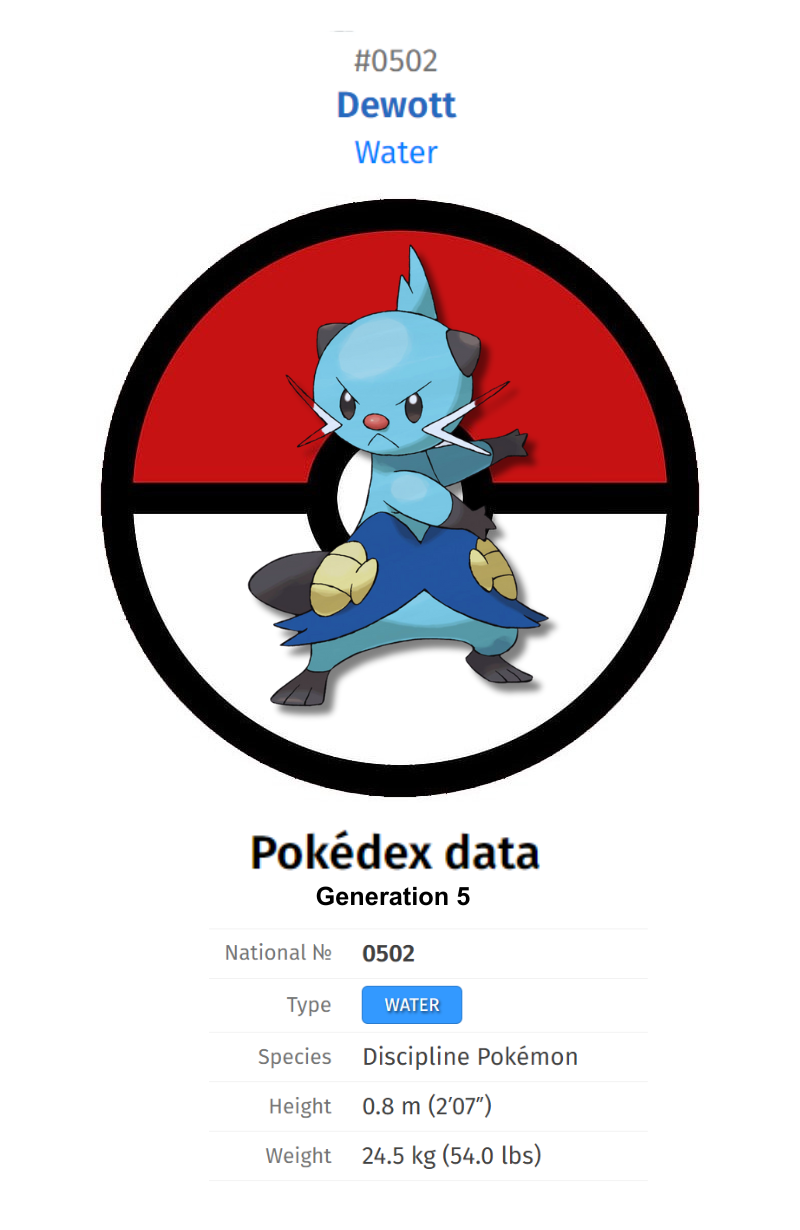 #0502
Dewott
Water
Pokédex data
Generation 5
National № 0502
Type WATER
Species Discipline Pokémon
Height 0.8 m (2′07″)
Weight 24.5 kg (54.0 lbs)